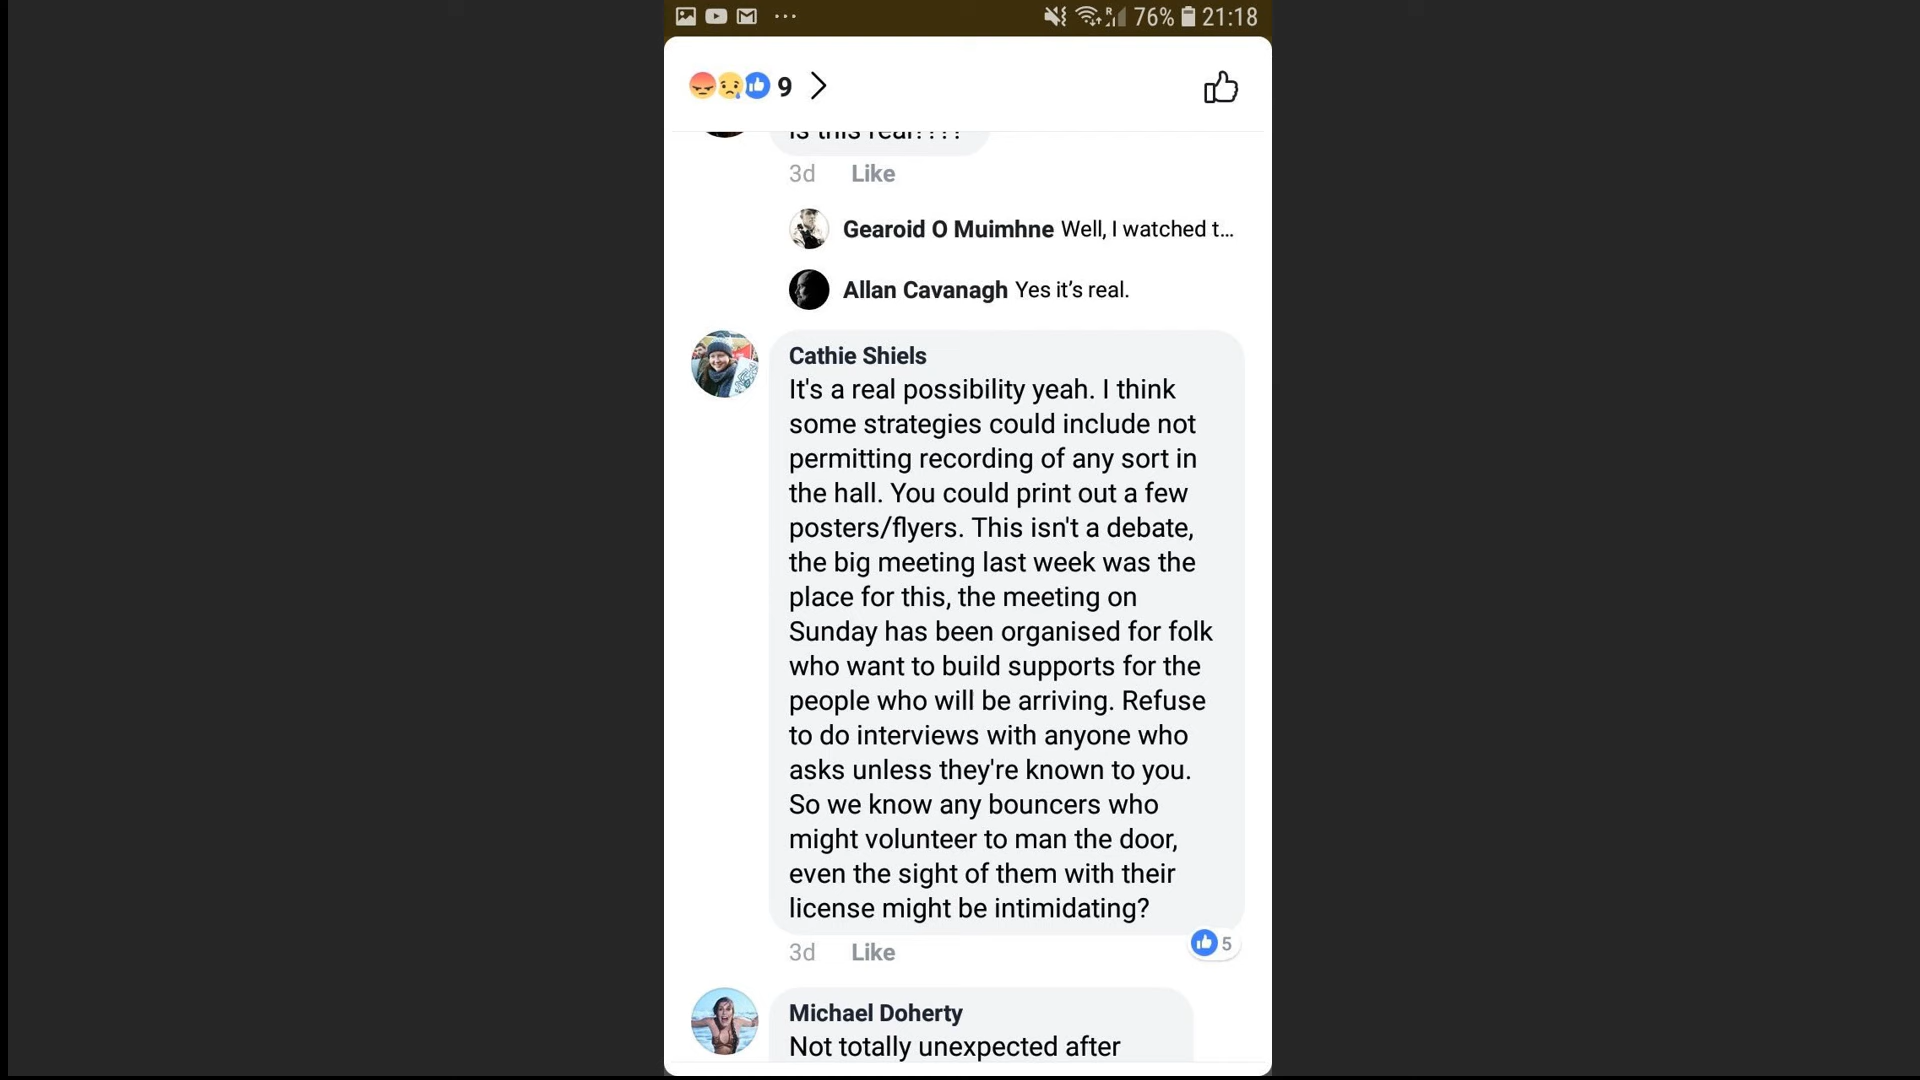 76% 21:18
9
Is this real????
3d Like
Gearoid O Muimhne Well, I watched t...
Allan Cavanagh Yes it's real.
Cathie Shiels
It's a real possibility yeah. I think
some strategies could include not
permitting recording of any sort in
the hall. You could print out a few
posters/flyers. This isn't a debate,
the big meeting last week was the
place for this, the meeting on
Sunday has been organised for folk
who want to build supports for the
people who will be arriving. Refuse
to do interviews with anyone who
asks unless they're known to you.
So we know any bouncers who
might volunteer to man the door,
even the sight of them with their
license might be intimidating?
3d Like 5
Michael Doherty
Not totally unexpected after